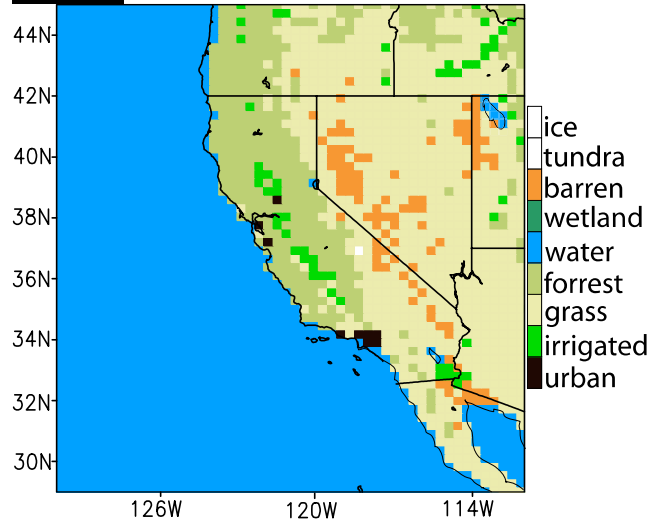 44N
42N
40N
38N
36N
34N
32N
30N
126W
120W
114W
ice
tundra
barren
wetland
water
forrest
grass
irrigated
urban